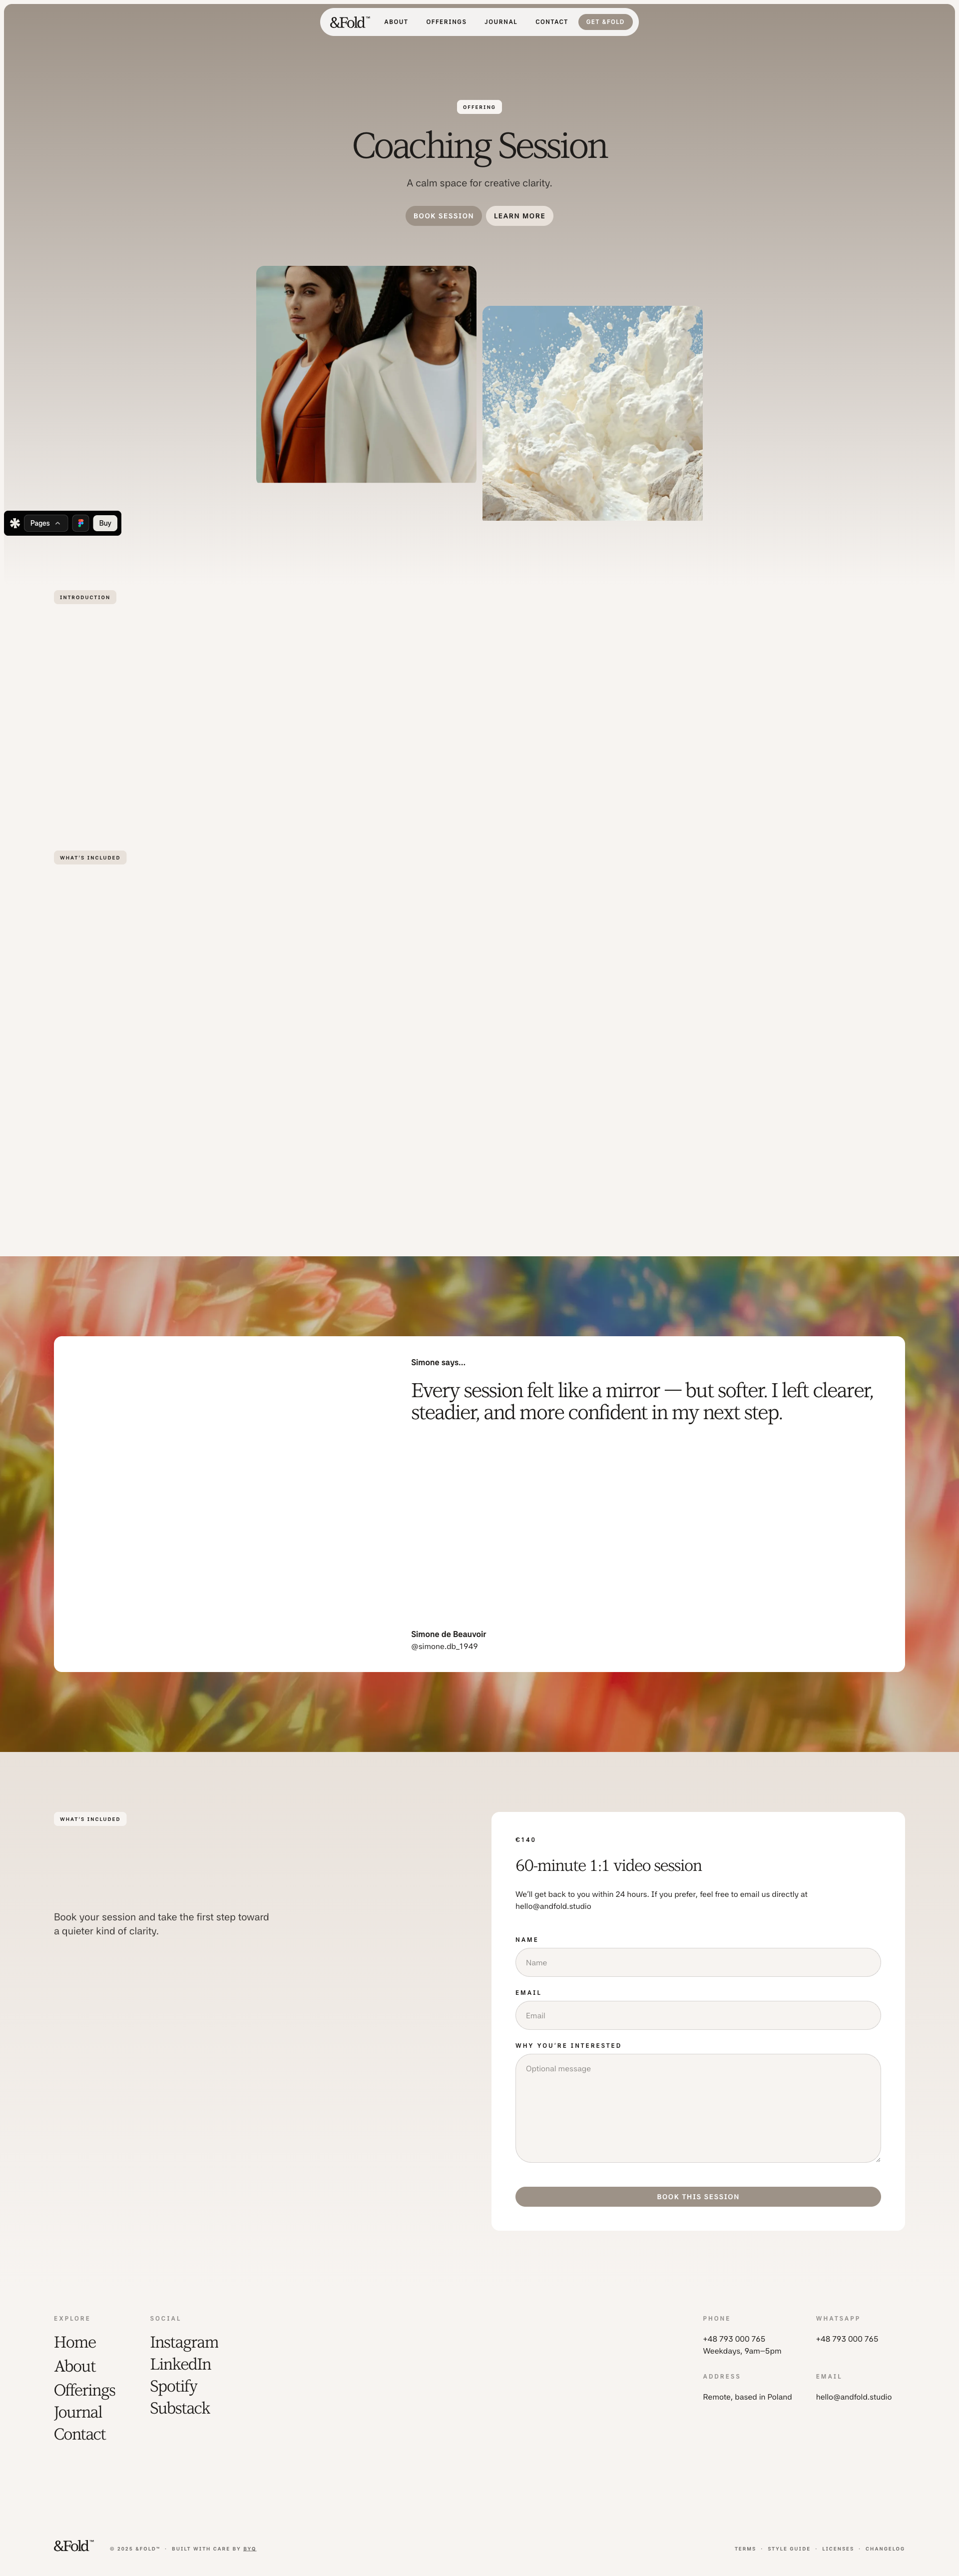 &Fold™
ABOUT
OFFERINGS
JOURNAL
CONTACT
GET &FOLD
OFFERING
Coaching Session
A calm space for creative clarity.
BOOK SESSION
LEARN MORE
Pages
Buy
INTRODUCTION
WHAT'S INCLUDED
Simone says...
Every session felt like a mirror — but softer. I left clearer,
steadier, and more confident in my next step.
Simone de Beauvoir
@simone.db_1949
WHAT'S INCLUDED
Book your session and take the first step toward
a quieter kind of clarity.
€140
60-minute 1:1 video session
We'll get back to you within 24 hours. If you prefer, feel free to email us directly at
hello@andfold.studio
NAME
Name
EMAIL
Email
WHY YOU'RE INTERESTED
Optional message
BOOK THIS SESSION
EXPLORE
Home
About
Offerings
Journal
Contact
SOCIAL
Instagram
LinkedIn
Spotify
Substack
PHONE
+48 793 000 765
Weekdays, 9am–5pm
WHATSAPP
+48 793 000 765
ADDRESS
Remote, based in Poland
EMAIL
hello@andfold.studio
&Fold™
© 2025 &FOLD™ · BUILT WITH CARE BY BYQ
TERMS · STYLE GUIDE · LICENSES · CHANGELOG